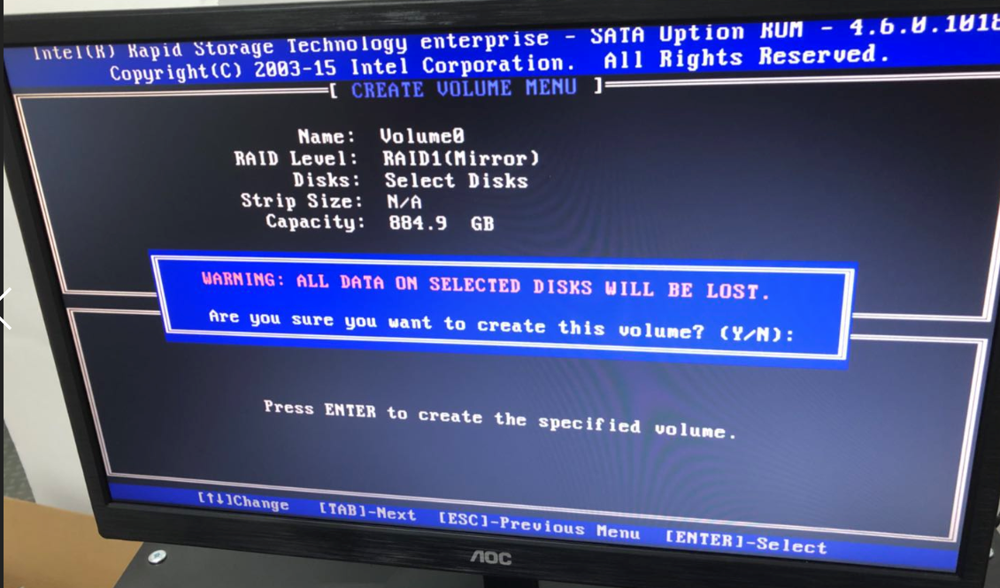 Intel(R) Rapid Storage Technology enterprise - SATA Option ROM - 4.6.0.1018
Copyright(C) 2003-15 Intel Corporation. All Rights Reserved.
[ CREATE VOLUME MENU ]
Name: Volume0
RAID Level: RAID1(Mirror)
Disks: Select Disks
Strip Size: N/A
Capacity: 884.9 GB
WARNING: ALL DATA ON SELECTED DISKS WILL BE LOST.
Are you sure you want to create this volume? (Y/N):
Press ENTER to create the specified volume.
[↑↓]Change [TAB]-Next [ESC]-Previous Menu [ENTER]-Select
AOC